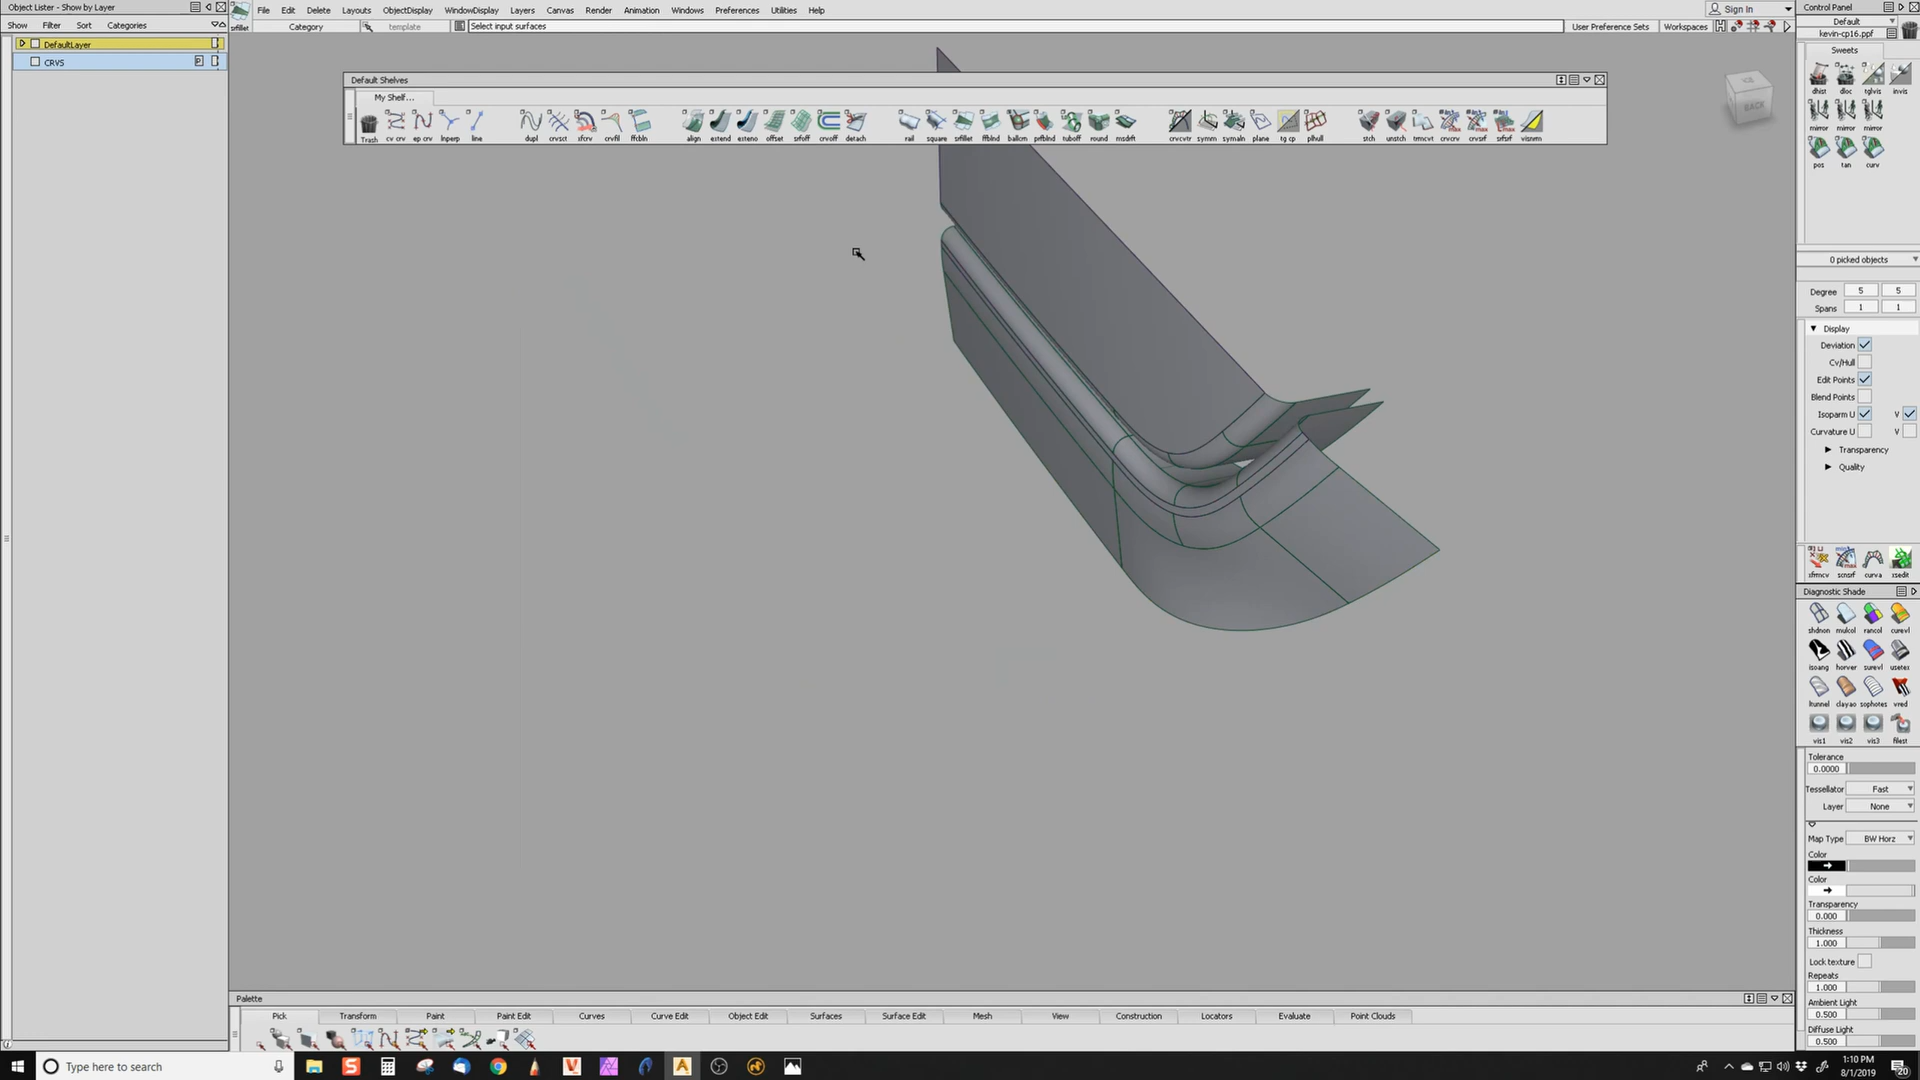 Object Lister - Show by Layer
Show Filter Sort Categories
DefaultLayer
CRVS
srfillet
File Edit Delete Layouts ObjectDisplay WindowDisplay Layers Canvas Render Animation Windows Preferences Utilities Help
Sign In
Category template Select input surfaces User Preference Sets Workspaces
Default Shelves
My Shelf...
Trash cv crv ep crv lnperp line dupl crvsct xfrcv crvfil ffcbln align extend exteno offset srfoff crvoff detach rail square srfillet ffblnd ballcrn prfblnd tuboff round msdrft crvcvtr symm symaln plane tg cp plhull stch unstch trmcvt crvcrv crvsrf srfsrf visnrm
BACK
Control Panel
Default
kevin-cp16.ppf
Sweets
dhist dloc tglvis invis
mirror mirror mirror
pos tan curv
0 picked objects
Degree 5 5
Spans 1 1
Display
Deviation
Cv/Hull
Edit Points
Blend Points
Isoparm U V
Curvature U V
Transparency
Quality
xfrmcv scnsrf curva xsedit
Diagnostic Shade
shdnon mulcol rancol curevl
isoang horver surevl usetex
ltunnel clayao sophotes vred
vis1 vis2 vis3 filest
Tolerance
0.0000
Tessellator Fast
Layer None
Map Type BW Horz
Color
Color
Transparency
0.000
Thickness
1.000
Lock texture
Repeats
1.000
Ambient Light
0.500
Diffuse Light
0.500
Palette
Pick Transform Paint Paint Edit Curves Curve Edit Object Edit Surfaces Surface Edit Mesh View Construction Locators Evaluate Point Clouds
Type here to search
1:10 PM
8/1/2019
20